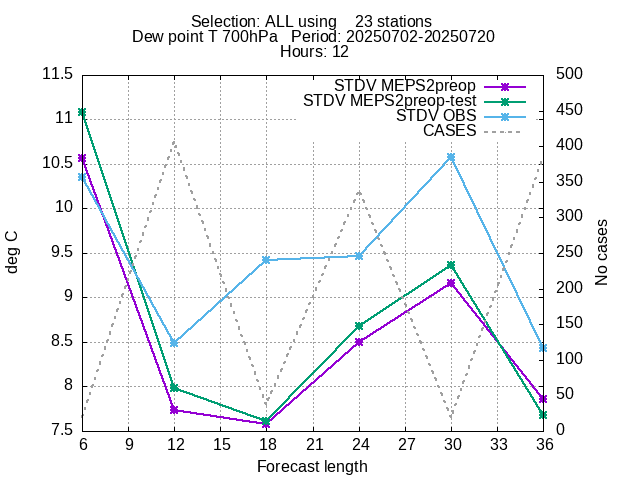 Selection: ALL using    23 stations
Dew point T 700hPa   Period: 20250702-20250720
Hours: 12
STDV MEPS2preop
STDV MEPS2preop-test
STDV OBS
CASES
11.5
11
10.5
10
9.5
9
8.5
8
7.5
deg C
500
450
400
350
300
250
200
150
100
50
0
No cases
6 9 12 15 18 21 24 27 30 33 36
Forecast length